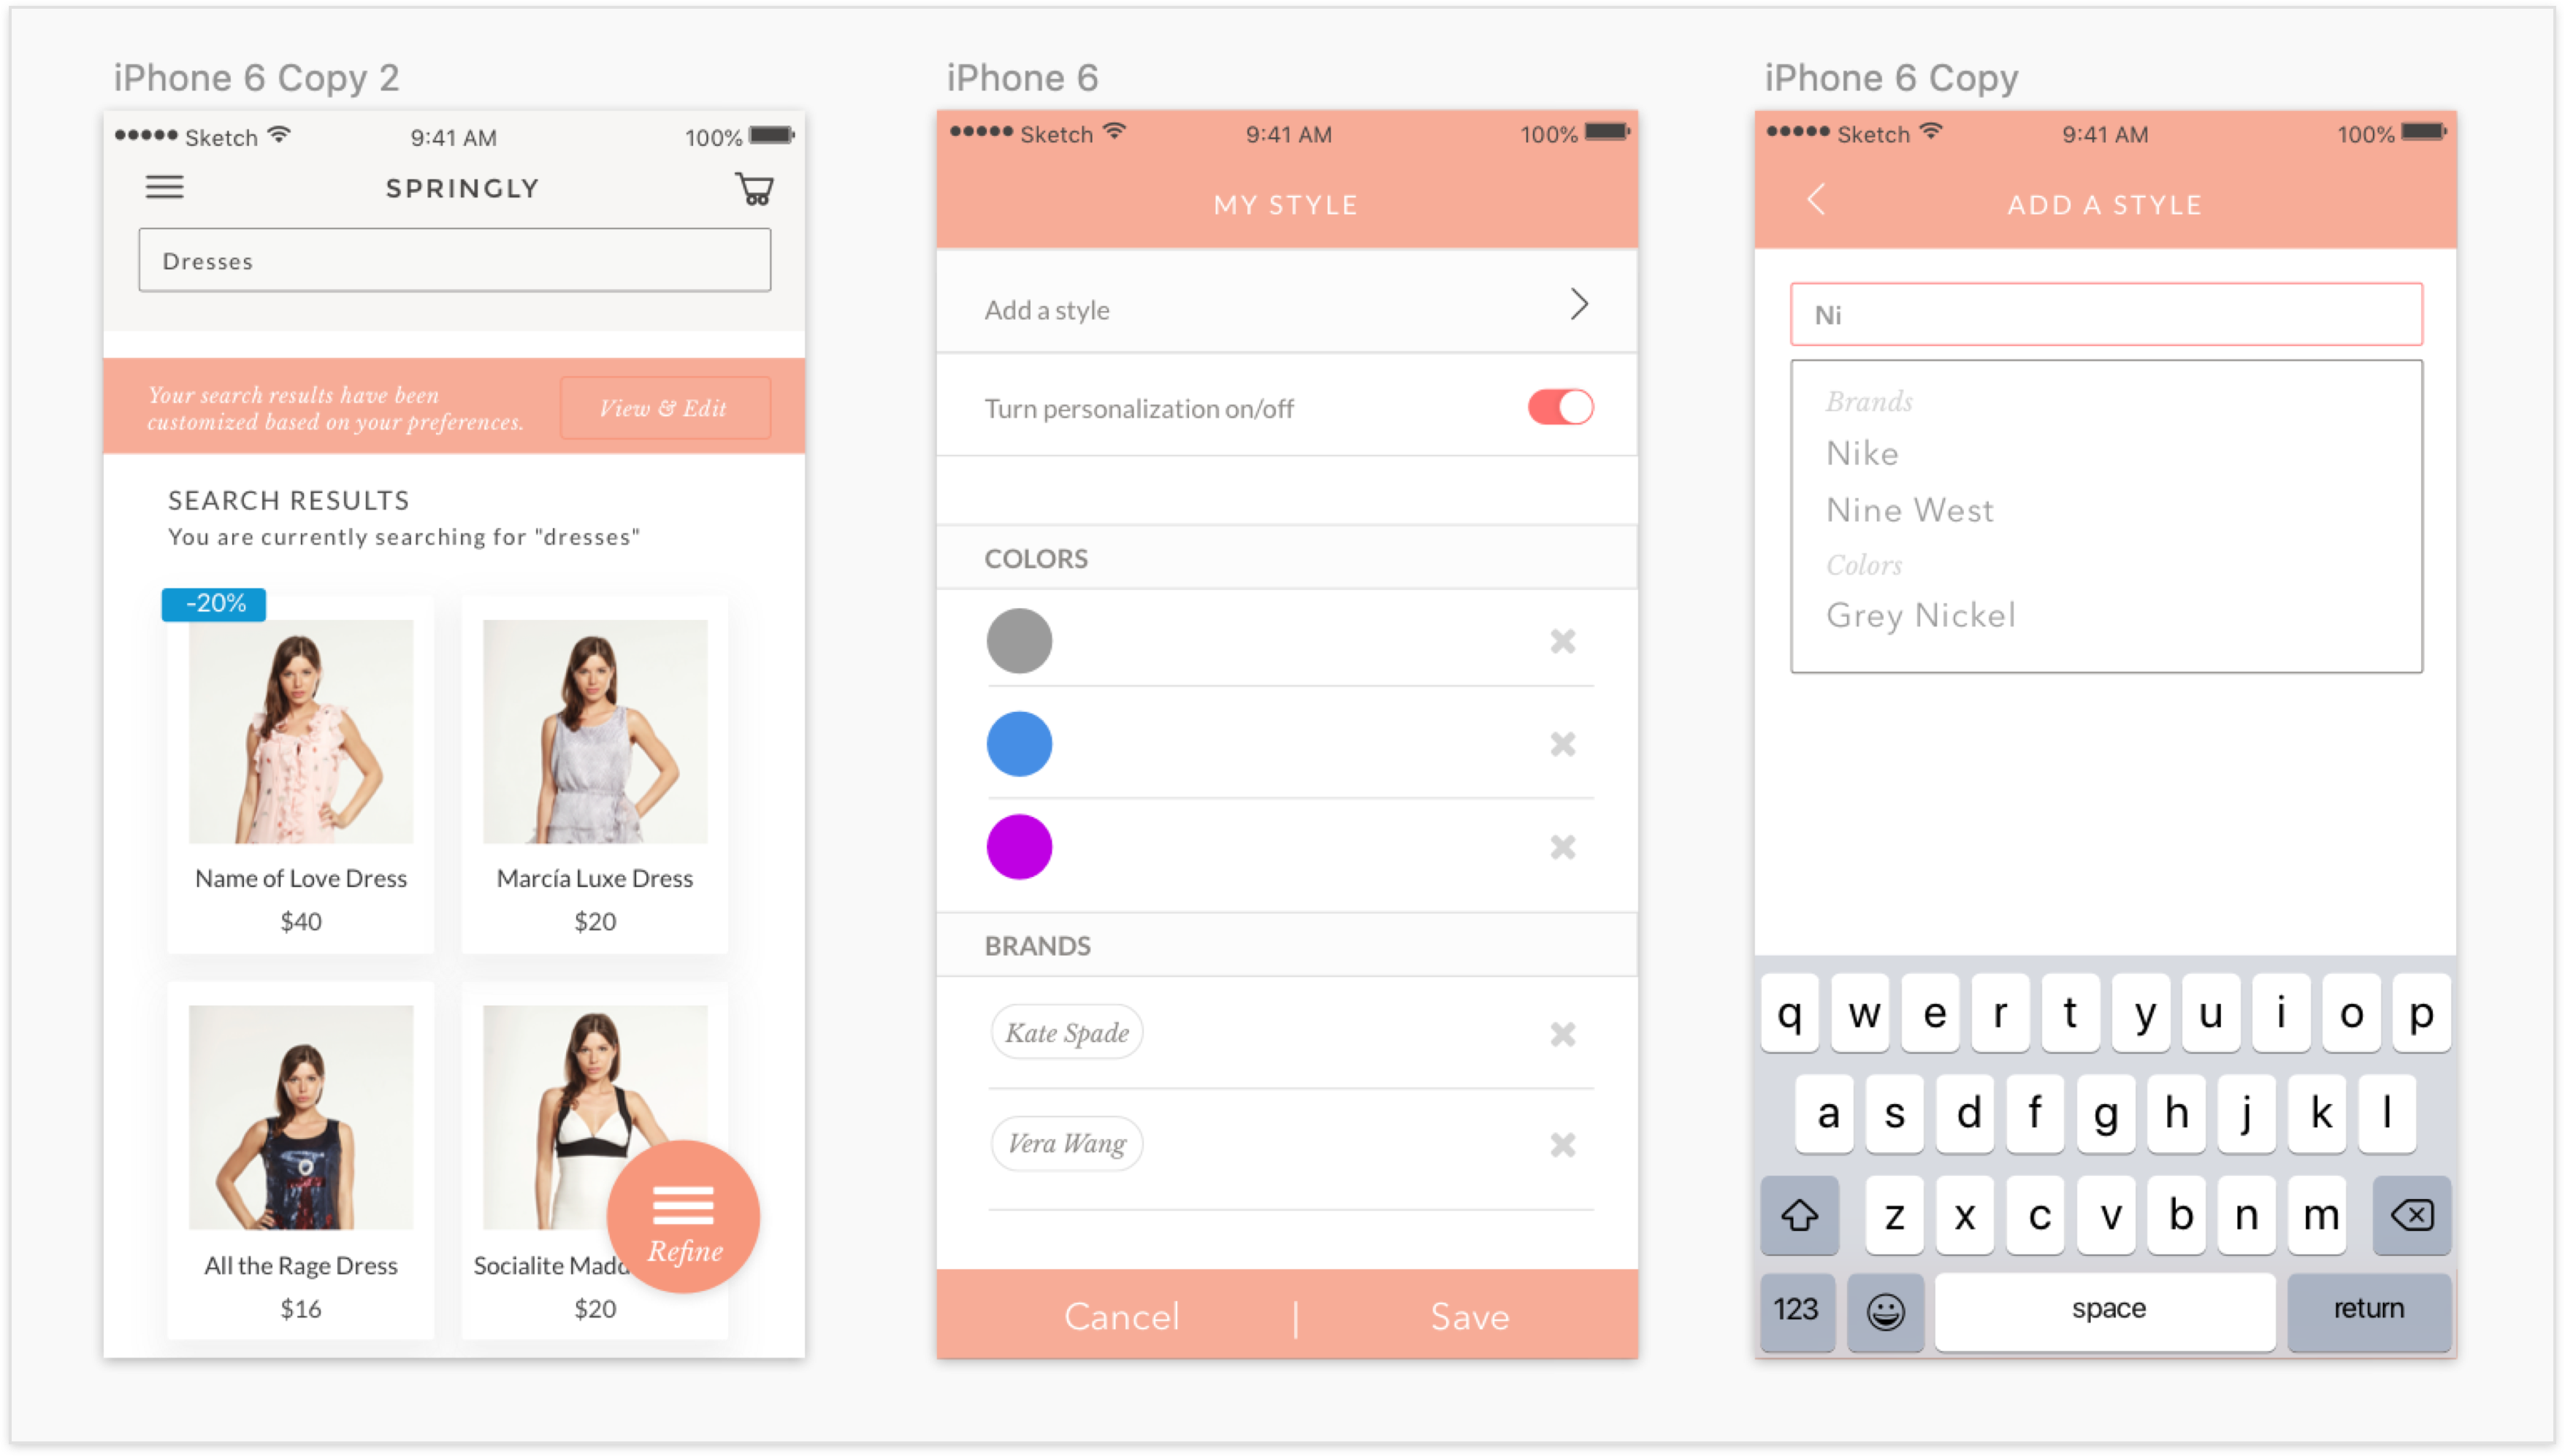 iPhone 6 Copy 2
Sketch 9:41 AM 100%
SPRINGLY
Dresses
Your search results have been
customized based on your preferences.
View & Edit
SEARCH RESULTS
You are currently searching for "dresses"
-20%
Name of Love Dress
$40
Marcía Luxe Dress
$20
All the Rage Dress
$16
Socialite Madd
$20
Refine
iPhone 6
Sketch 9:41 AM 100%
MY STYLE
Add a style
Turn personalization on/off
COLORS
BRANDS
Kate Spade
Vera Wang
Cancel | Save
iPhone 6 Copy
Sketch 9:41 AM 100%
ADD A STYLE
Ni
Brands
Nike
Nine West
Colors
Grey Nickel
q w e r t y u i o p
a s d f g h j k l
z x c v b n m
123 space return